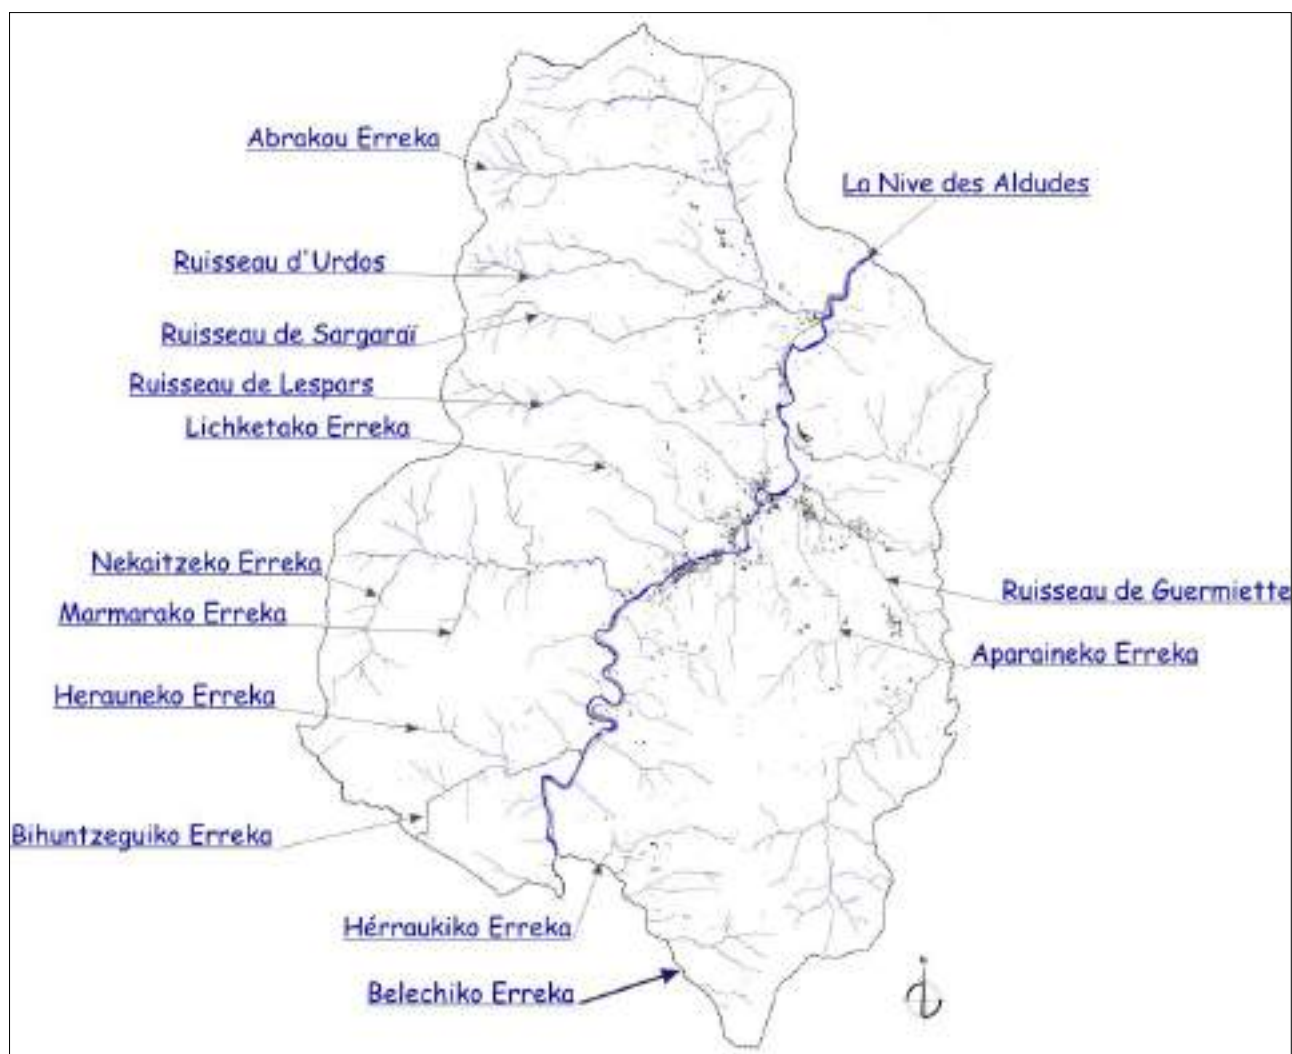 Abrakou Erreka
La Nive des Aldudes
Ruisseau d'Urdos
Ruisseau de Sargaraï
Ruisseau de Lespars
Lichketako Erreka
Nekaitzeko Erreka
Marmarako Erreka
Ruisseau de Guermiette
Aparaineko Erreka
Herauneko Erreka
Bihuntzeguiko Erreka
Hérraukiko Erreka
Belechiko Erreka